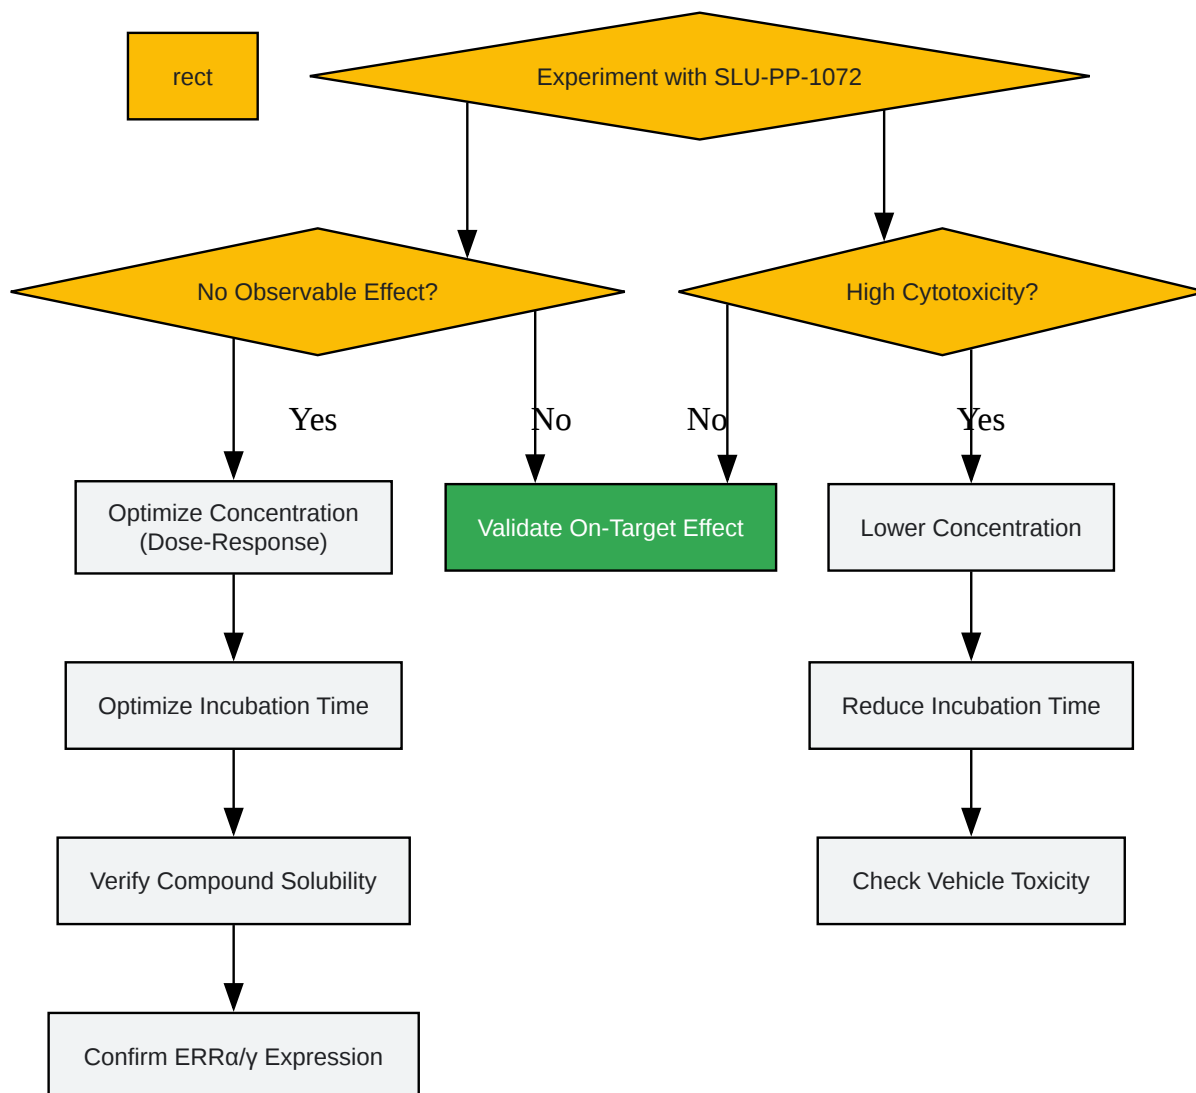 rect
Experiment with SLU-PP-1072
No Observable Effect?
High Cytotoxicity?
Yes
No
No
Yes
Optimize Concentration
(Dose-Response)
Validate On-Target Effect
Lower Concentration
Optimize Incubation Time
Reduce Incubation Time
Verify Compound Solubility
Check Vehicle Toxicity
Confirm ERRα/γ Expression